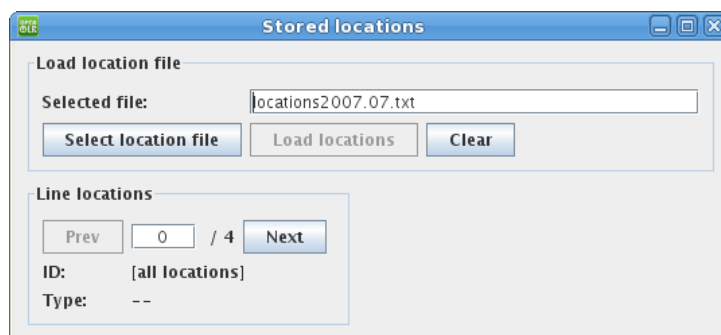 Stored locations
Load location file
Selected file: locations2007.07.txt
Select location file Load locations Clear
Line locations
Prev 0 / 4 Next
ID: [all locations]
Type: --